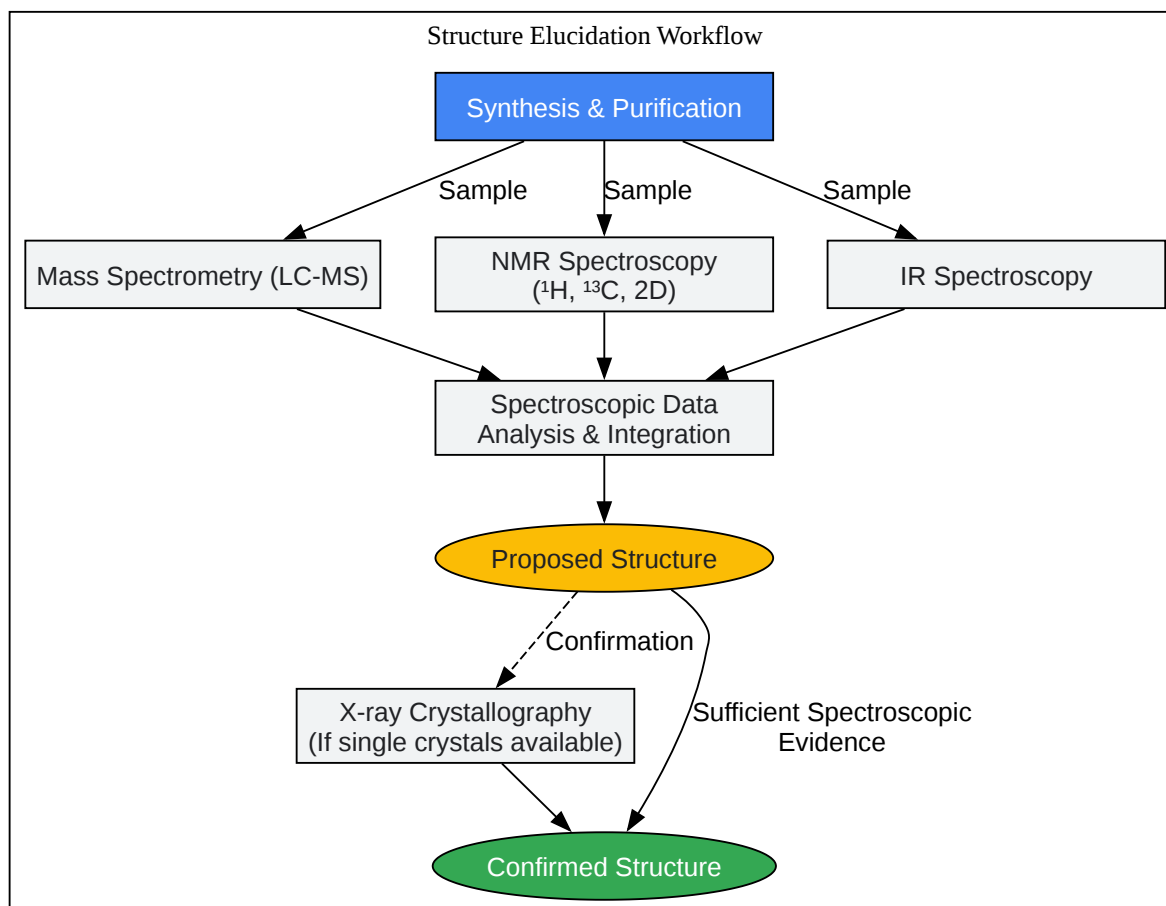 Structure Elucidation Workflow
Synthesis & Purification
Sample
Sample
Sample
Mass Spectrometry (LC-MS)
NMR Spectroscopy
(¹H, ¹³C, 2D)
IR Spectroscopy
Spectroscopic Data
Analysis & Integration
Proposed Structure
Confirmation
X-ray Crystallography
(If single crystals available)
Sufficient Spectroscopic
Evidence
Confirmed Structure